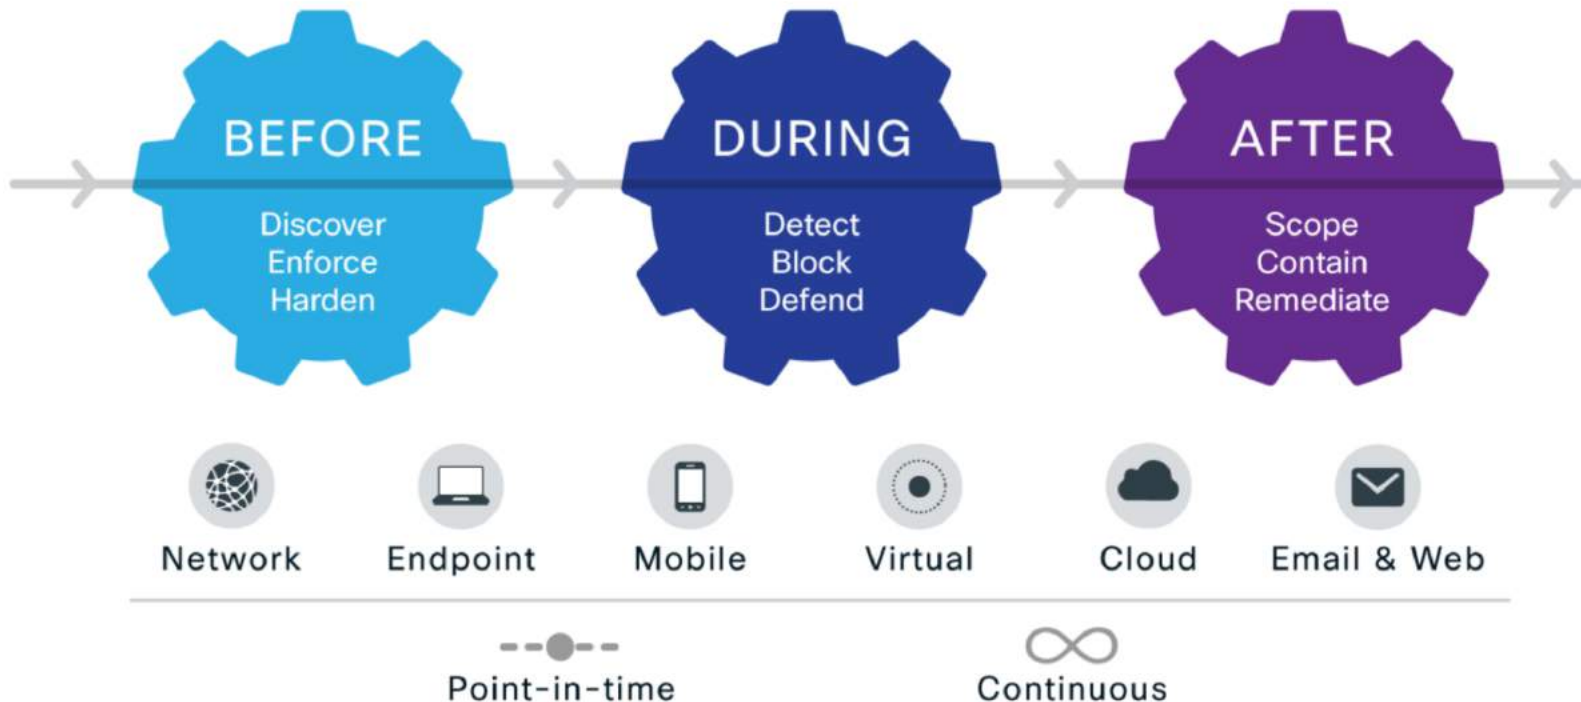 BEFORE
Discover
Enforce
Harden
DURING
Detect
Block
Defend
AFTER
Scope
Contain
Remediate
Network
Endpoint
Mobile
Virtual
Cloud
Email & Web
Point-in-time
Continuous